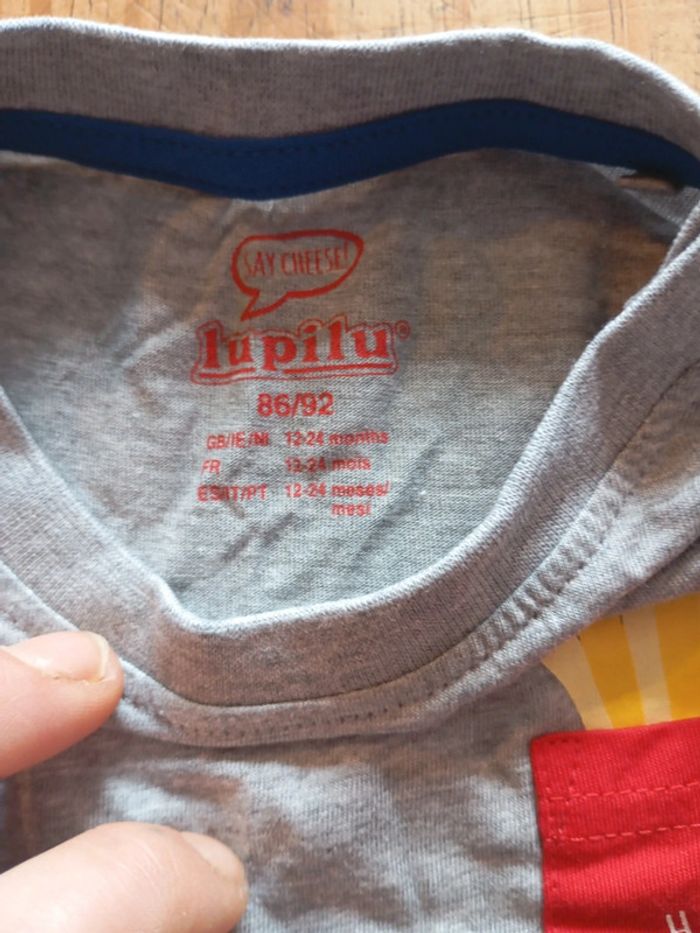 SAY CHEESE!
lupilu®
86/92
GB/IE/NI 12-24 months
FR 12-24 mois
ES/IT/PT 12-24 meses/
mesi
H